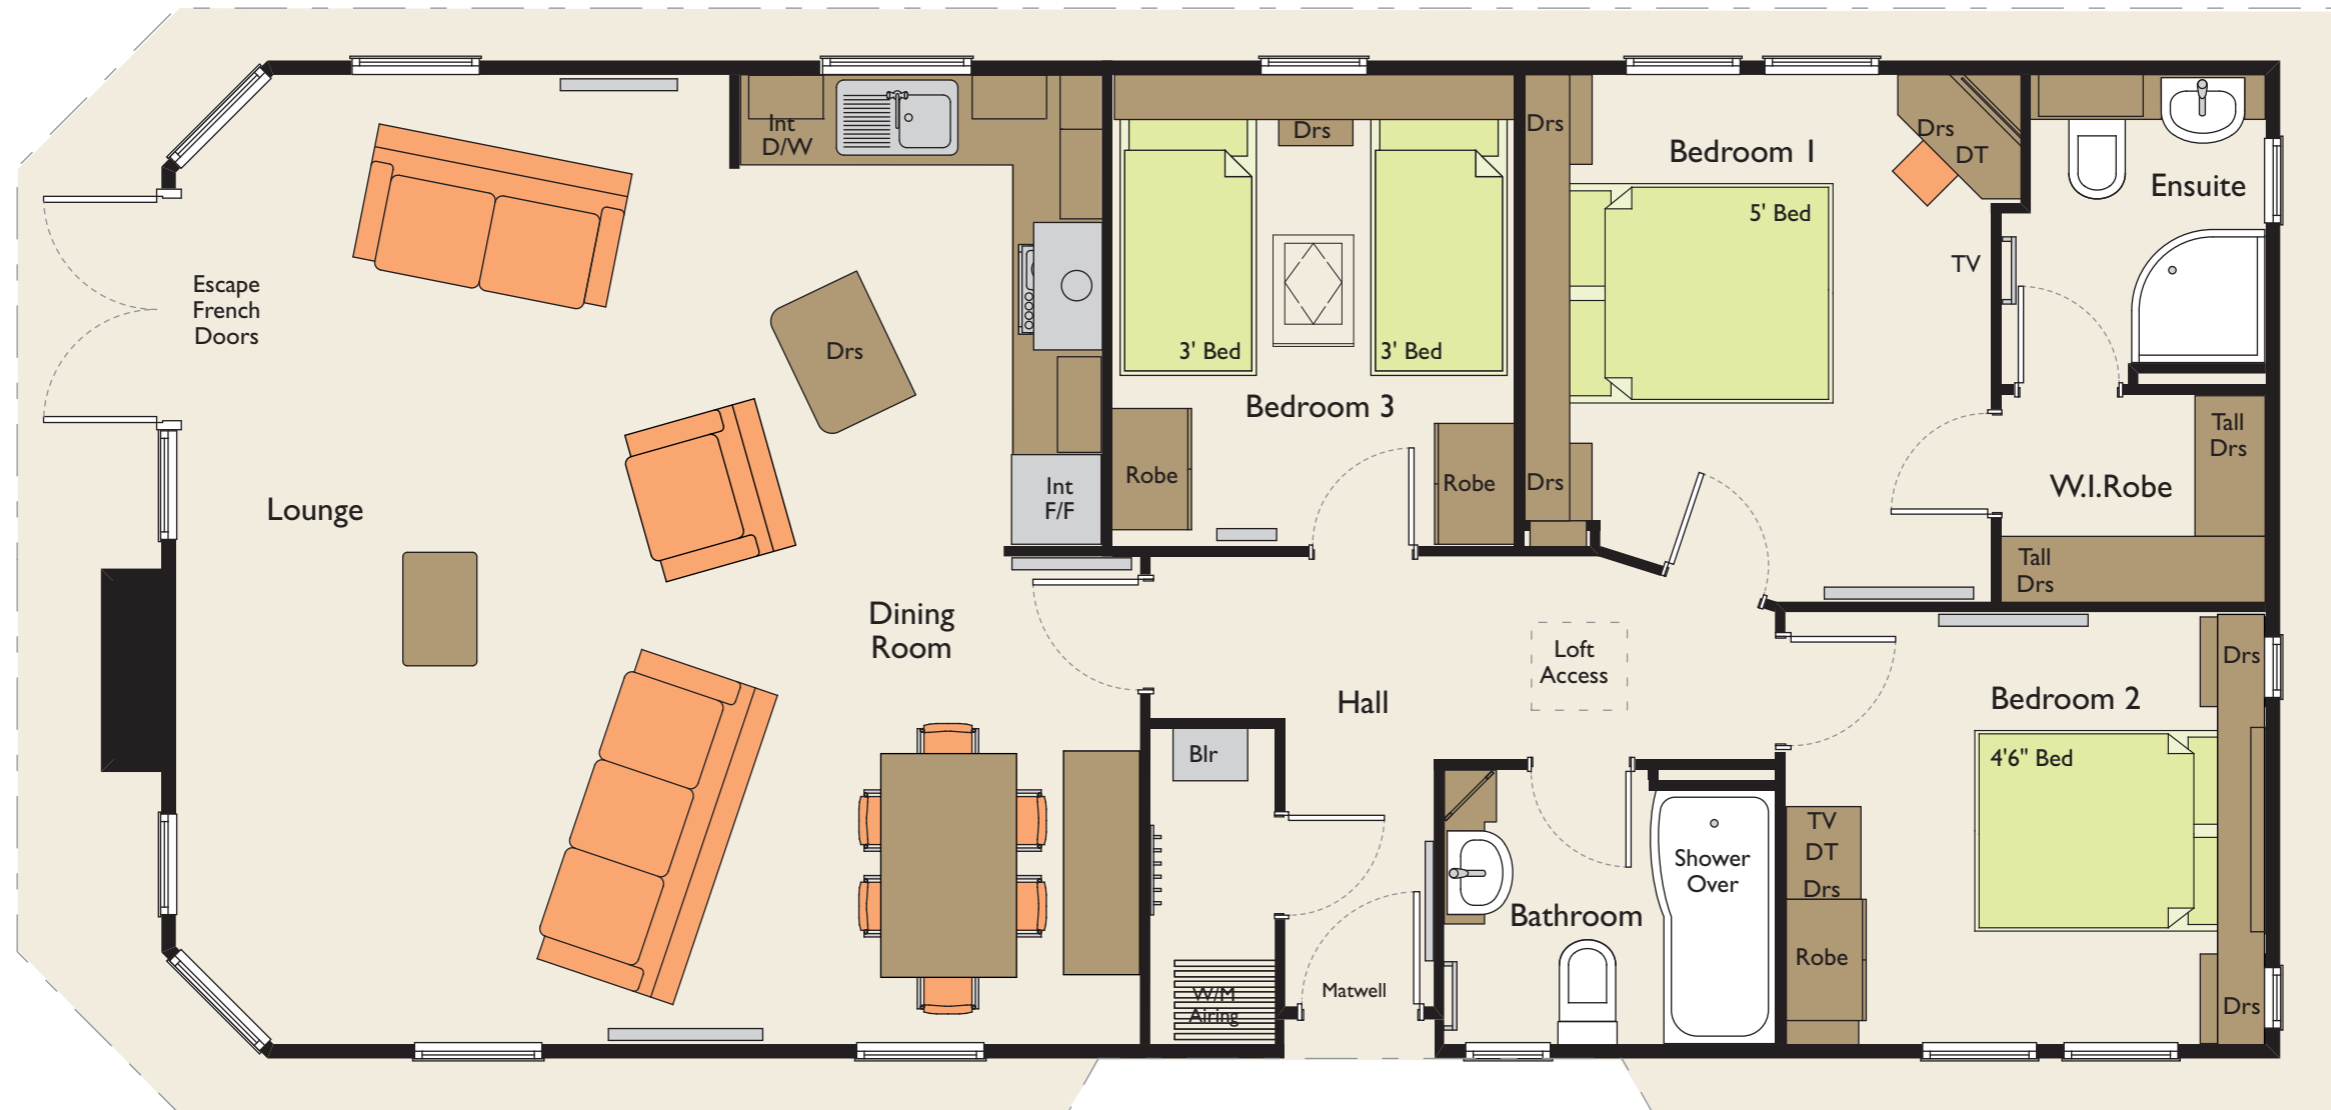 Int
D/W
Drs
Drs
Bedroom 1
Drs
DT
Ensuite
5' Bed
TV
Escape
French
Doors
Drs
3' Bed
3' Bed
Bedroom 3
Tall
Drs
Robe
Robe
Drs
W.I.Robe
Int
F/F
Lounge
Tall
Drs
Dining
Room
Loft
Access
Drs
Hall
Bedroom 2
Blr
4'6" Bed
TV
DT
Drs
Shower
Over
Bathroom
Robe
W/M
Airing
Matwell
Drs